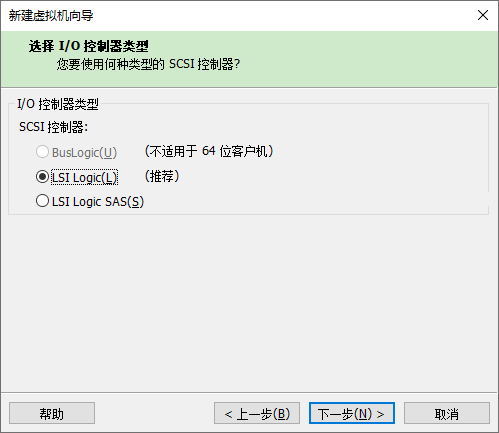 新建虚拟机向导
选择 I/O 控制器类型
您要使用何种类型的 SCSI 控制器?
I/O 控制器类型
SCSI 控制器:
BusLogic(U) (不适用于 64 位客户机)
LSI Logic(L) (推荐)
LSI Logic SAS(S)
帮助 < 上一步(B) 下一步(N) > 取消